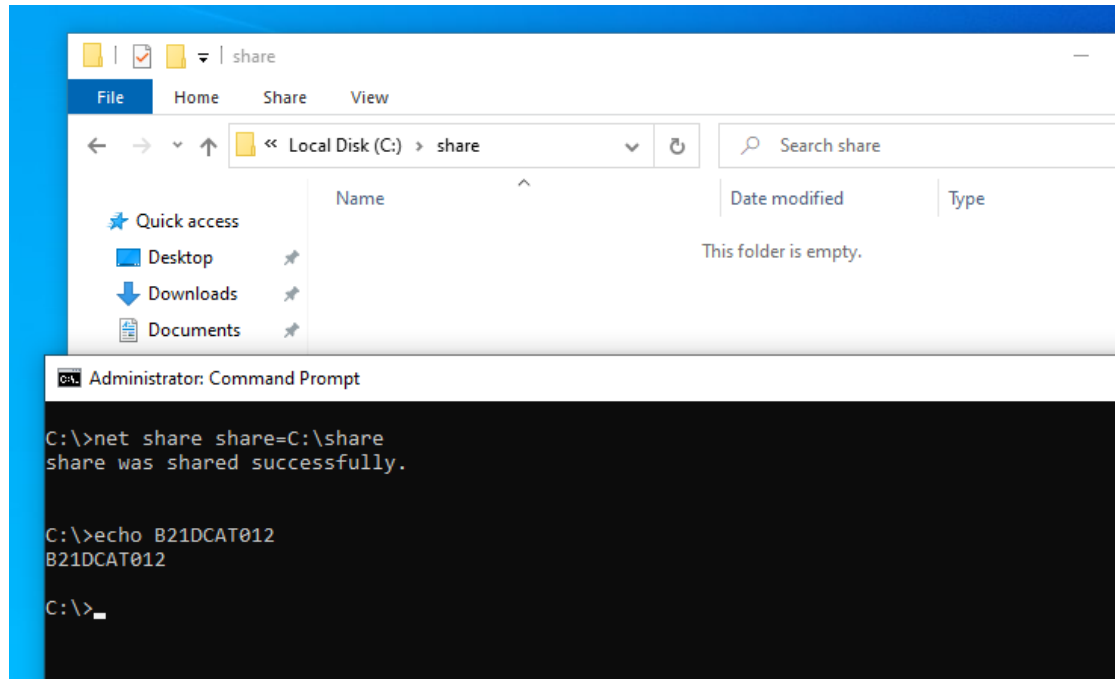 share
File Home Share View
« Local Disk (C:) › share Search share
Name Date modified Type
Quick access
This folder is empty.
Desktop
Downloads
Documents
Administrator: Command Prompt
C:\>net share share=C:\share
share was shared successfully.
C:\>echo B21DCAT012
B21DCAT012
C:\>